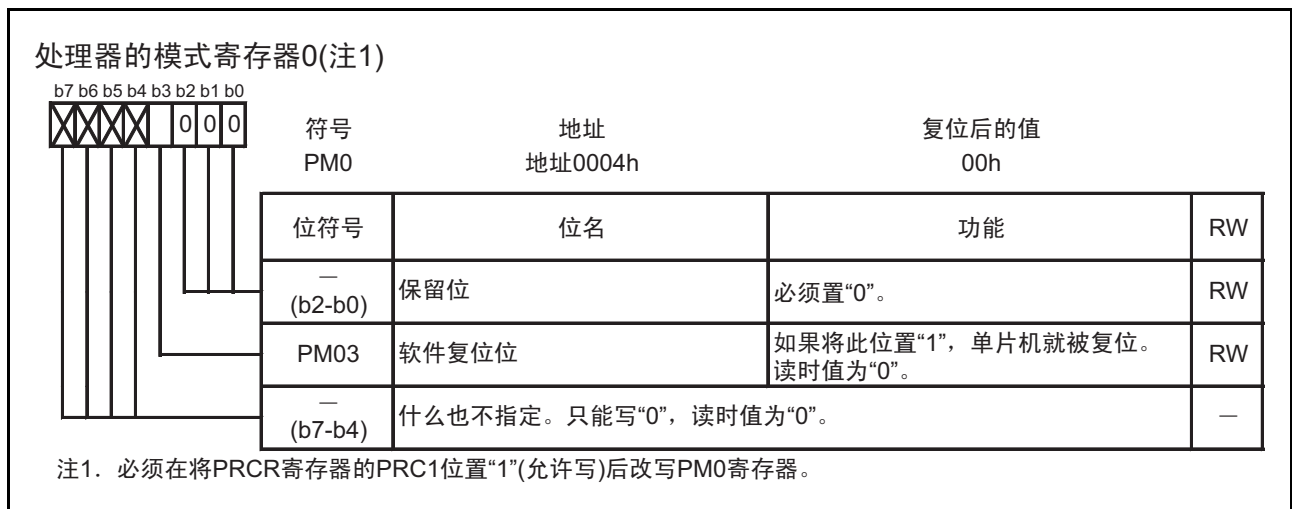 处理器的模式寄存器0(注1)
b7 b6 b5 b4 b3 b2 b1 b0
0 0 0
符号 地址 复位后的值
PM0 地址0004h 00h
位符号 位名 功能 RW
—
(b2-b0) 保留位 必须置“0”。 RW
PM03 软件复位位 如果将此位置“1”，单片机就被复位。
读时值为“0”。 RW
—
(b7-b4) 什么也不指定。只能写“0”，读时值为“0”。 —
注1. 必须在将PRCR寄存器的PRC1位置“1”(允许写)后改写PM0寄存器。